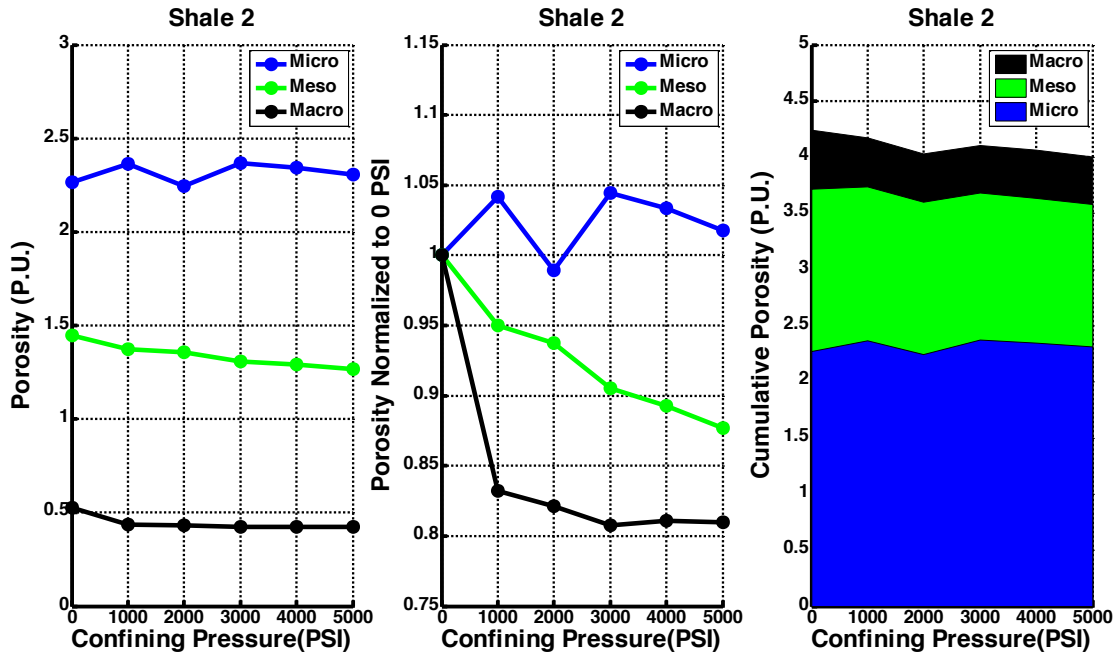 Shale 2
3
2.5
2
1.5
1
0.5
0
Porosity (P.U.)
Micro
Meso
Macro
0 1000 2000 3000 4000 5000
Confining Pressure(PSI)
Shale 2
1.15
1.1
1.05
1
0.95
0.9
0.85
0.8
0.75
Porosity Normalized to 0 PSI
Micro
Meso
Macro
0 1000 2000 3000 4000 5000
Confining Pressure(PSI)
Shale 2
5
4.5
4
3.5
3
2.5
2
1.5
1
0.5
0
Cumulative Porosity (P.U.)
Macro
Meso
Micro
0 1000 2000 3000 4000 5000
Confining Pressure(PSI)